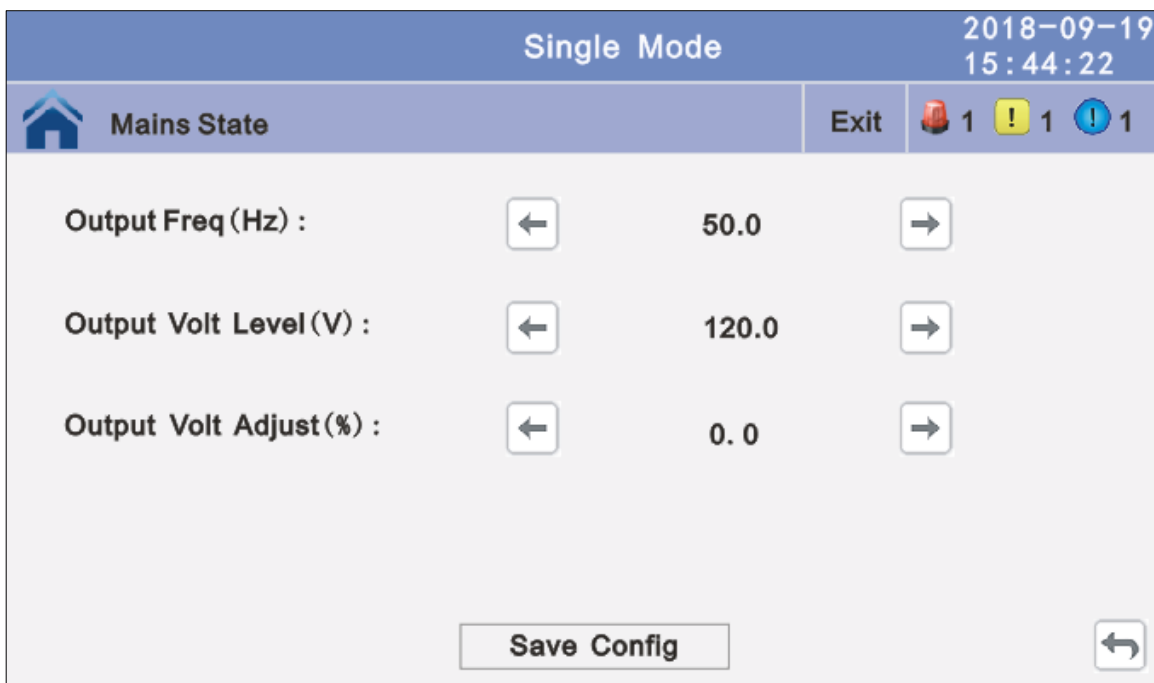 Single Mode
2018-09-19
15:44:22
Mains State
Exit
1
! 1
! 1
Output Freq(Hz) :
50.0
Output Volt Level(V) :
120.0
Output Volt Adjust(%) :
0. 0
Save Config